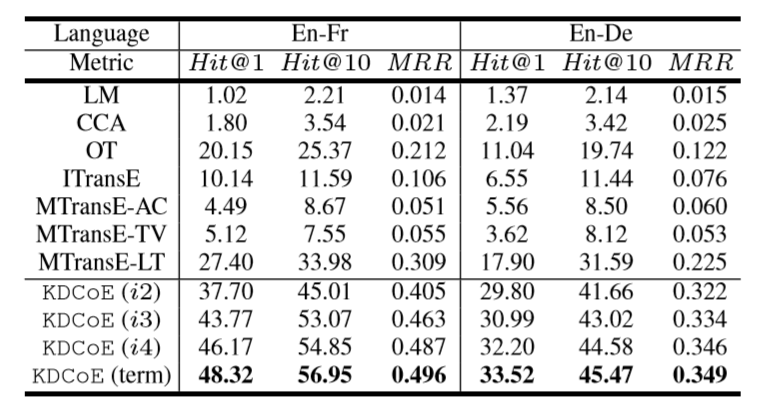 Language En-Fr En-De
Metric Hit@1 Hit@10 MRR Hit@1 Hit@10 MRR
LM 1.02 2.21 0.014 1.37 2.14 0.015
CCA 1.80 3.54 0.021 2.19 3.42 0.025
OT 20.15 25.37 0.212 11.04 19.74 0.122
ITransE 10.14 11.59 0.106 6.55 11.44 0.076
MTransE-AC 4.49 8.67 0.051 5.56 8.50 0.060
MTransE-TV 5.12 7.55 0.055 3.62 8.12 0.053
MTransE-LT 27.40 33.98 0.309 17.90 31.59 0.225
KDCoE (i2) 37.70 45.01 0.405 29.80 41.66 0.322
KDCoE (i3) 43.77 53.07 0.463 30.99 43.02 0.334
KDCoE (i4) 46.17 54.85 0.487 32.20 44.58 0.346
KDCoE (term) 48.32 56.95 0.496 33.52 45.47 0.349